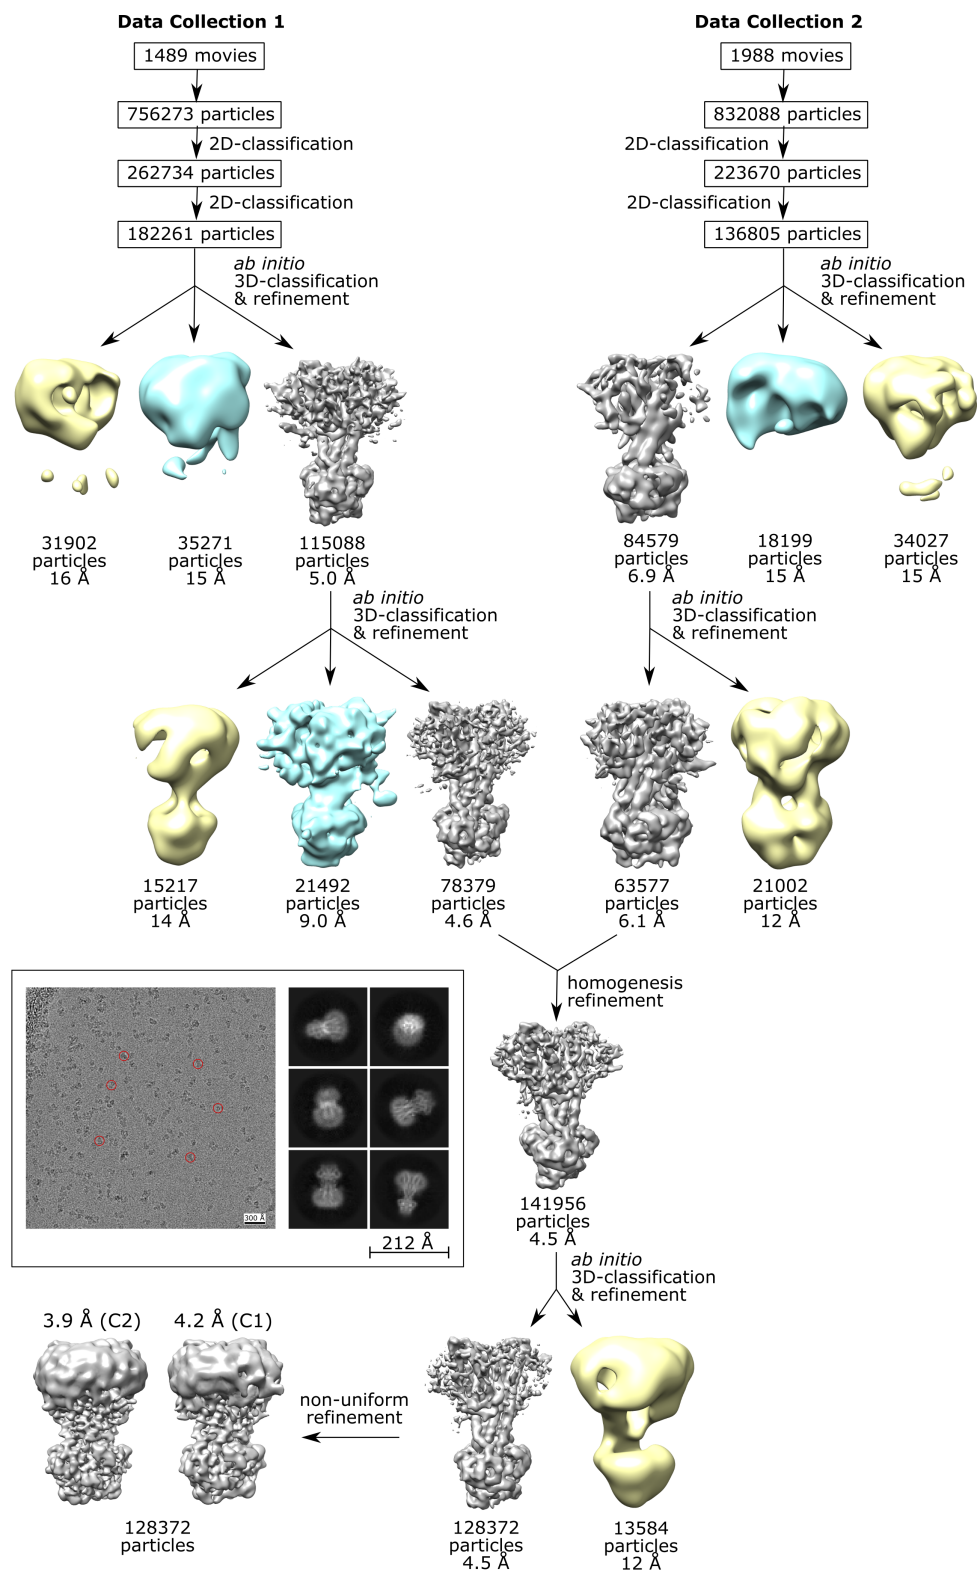 Data Collection 1
Data Collection 2
1489 movies
1988 movies
756273 particles
832088 particles
2D-classification
2D-classification
262734 particles
223670 particles
2D-classification
2D-classification
182261 particles
136805 particles
ab initio
3D-classification
& refinement
ab initio
3D-classification
& refinement
31902
particles
16 Å
35271
particles
15 Å
115088
particles
5.0 Å
84579
particles
6.9 Å
18199
particles
15 Å
34027
particles
15 Å
ab initio
3D-classification
& refinement
ab initio
3D-classification
& refinement
15217
particles
14 Å
21492
particles
9.0 Å
78379
particles
4.6 Å
63577
particles
6.1 Å
21002
particles
12 Å
homogenesis
refinement
300 Å
212 Å
141956
particles
4.5 Å
ab initio
3D-classification
& refinement
3.9 Å (C2)
4.2 Å (C1)
non-uniform
refinement
128372
particles
128372
particles
4.5 Å
13584
particles
12 Å